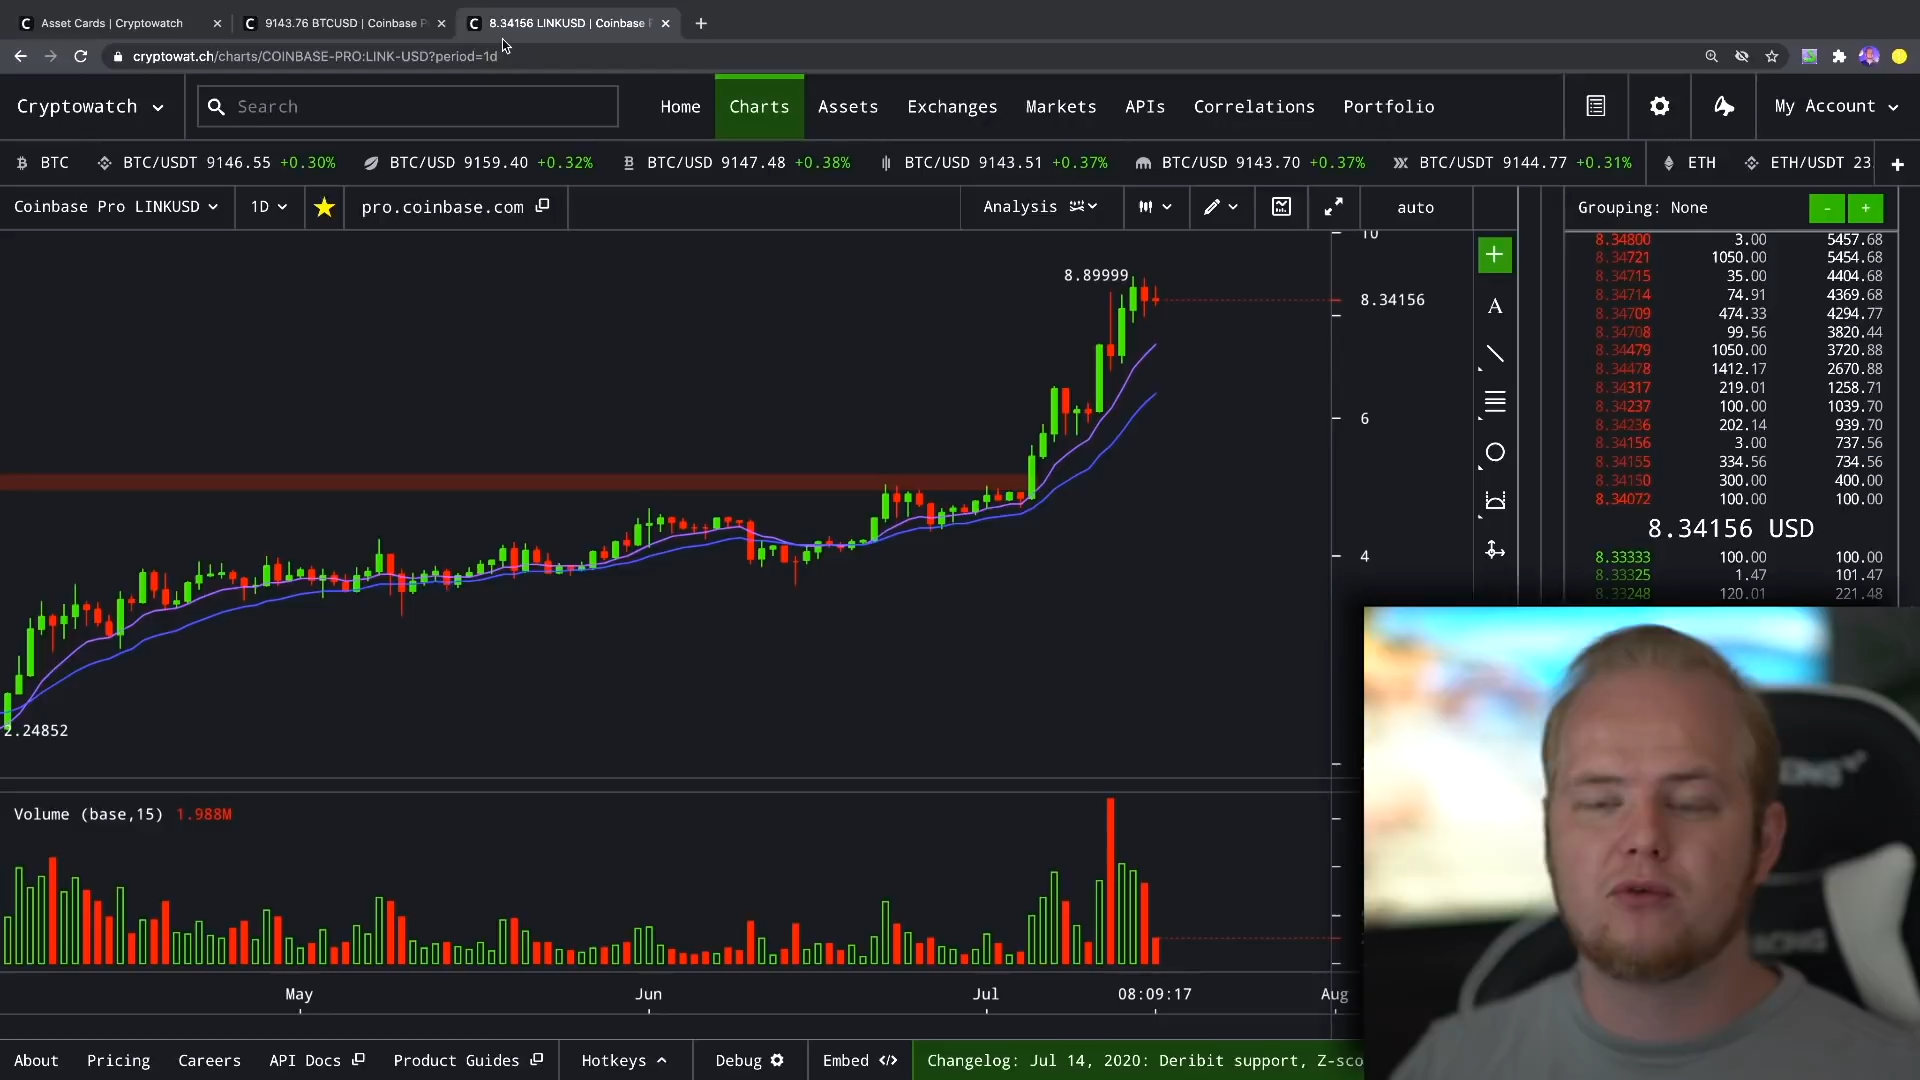 Asset Cards | Cryptowatch
9143.76 BTCUSD | Coinbase P
8.34156 LINKUSD | Coinbase
cryptowat.ch/charts/COINBASE-PRO:LINK-USD?period=1d
Cryptowatch
Search
Home Charts Assets Exchanges Markets APIs Correlations Portfolio
My Account
BTC BTC/USDT 9146.55 +0.30% BTC/USD 9159.40 +0.32% BTC/USD 9147.48 +0.38% BTC/USD 9143.51 +0.37% BTC/USD 9143.70 +0.37% BTC/USDT 9144.77 +0.31% ETH ETH/USDT 23
Coinbase Pro LINKUSD 1D pro.coinbase.com Analysis auto
Grouping: None - +
10
8.89999
8.34156
6
4
2.24852
A
8.34800 3.00 5457.68
8.34721 1050.00 5454.68
8.34715 35.00 4404.68
8.34714 74.91 4369.68
8.34709 474.33 4294.77
8.34708 99.56 3820.44
8.34479 1050.00 3720.88
8.34478 1412.17 2670.88
8.34317 219.01 1258.71
8.34237 100.00 1039.70
8.34236 202.14 939.70
8.34156 3.00 737.56
8.34155 334.56 734.56
8.34150 300.00 400.00
8.34072 100.00 100.00
8.34156 USD
8.33333 100.00 100.00
8.33325 1.47 101.47
8.33248 120.01 221.48
Volume (base,15) 1.988M
May Jun Jul 08:09:17 Aug
About Pricing Careers API Docs Product Guides Hotkeys Debug Embed Changelog: Jul 14, 2020: Deribit support, Z-sco